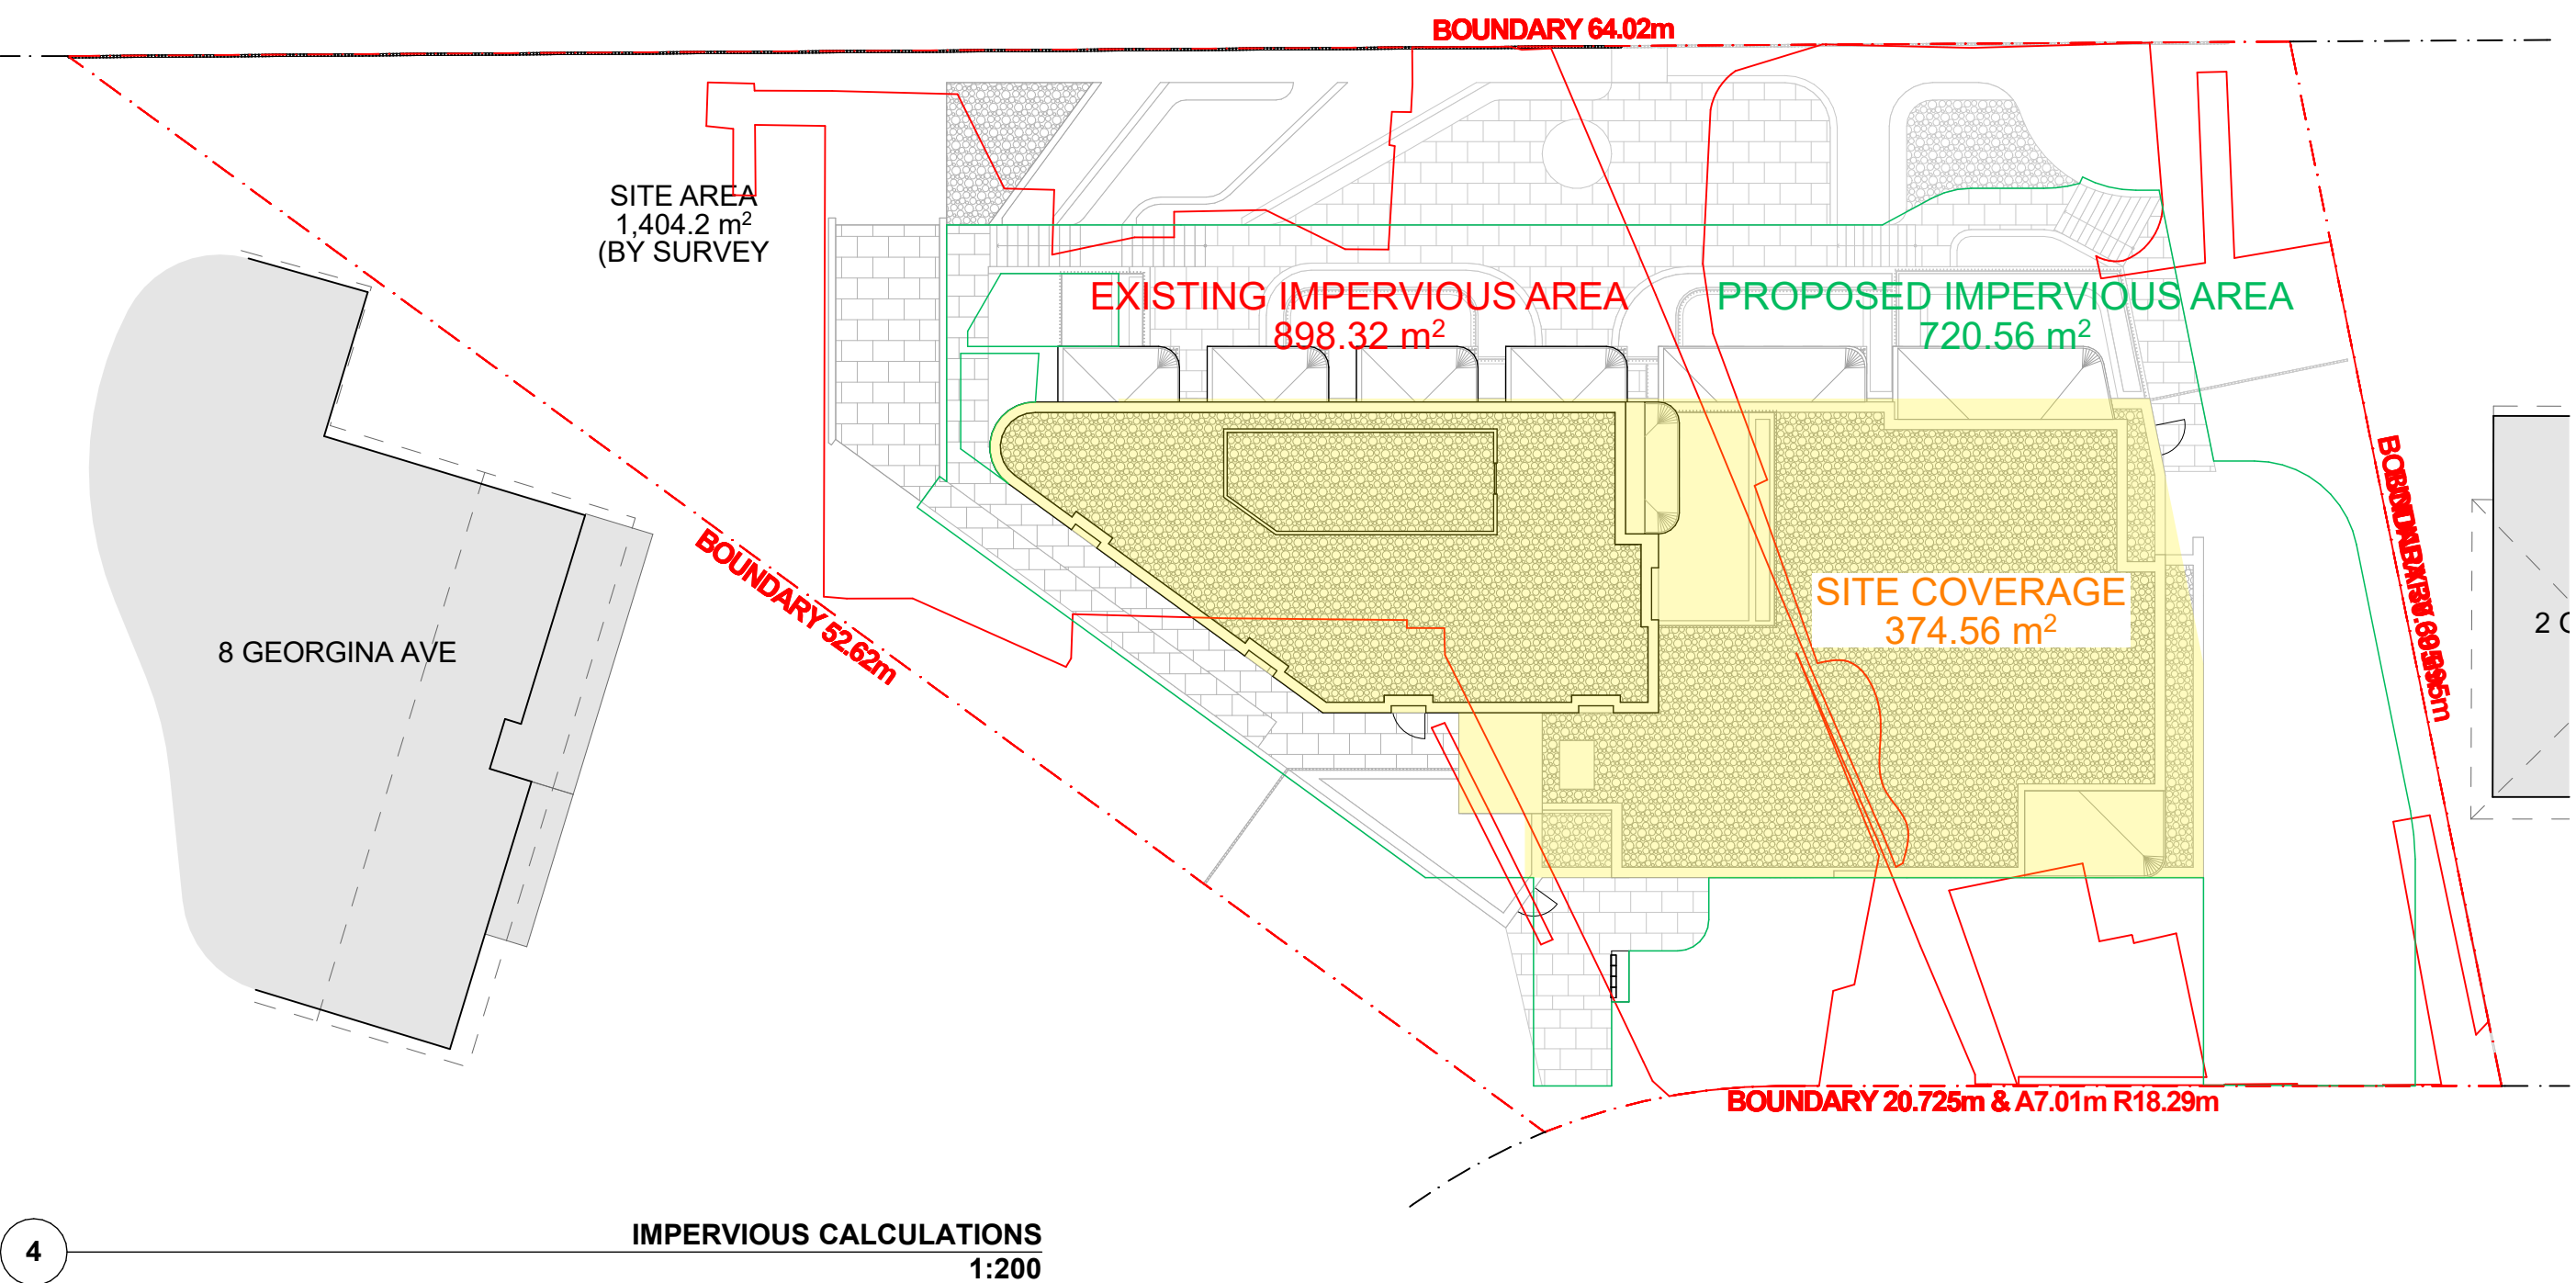 BOUNDARY 64.02m
SITE AREA
1,404.2 m²
(BY SURVEY
EXISTING IMPERVIOUS AREA
898.32 m²
PROPOSED IMPERVIOUS AREA
720.56 m²
BOUNDARY 52.62m
SITE COVERAGE
374.56 m²
8 GEORGINA AVE
2
BOUNDARY 20.725m & A7.01m R18.29m
4
IMPERVIOUS CALCULATIONS
1:200